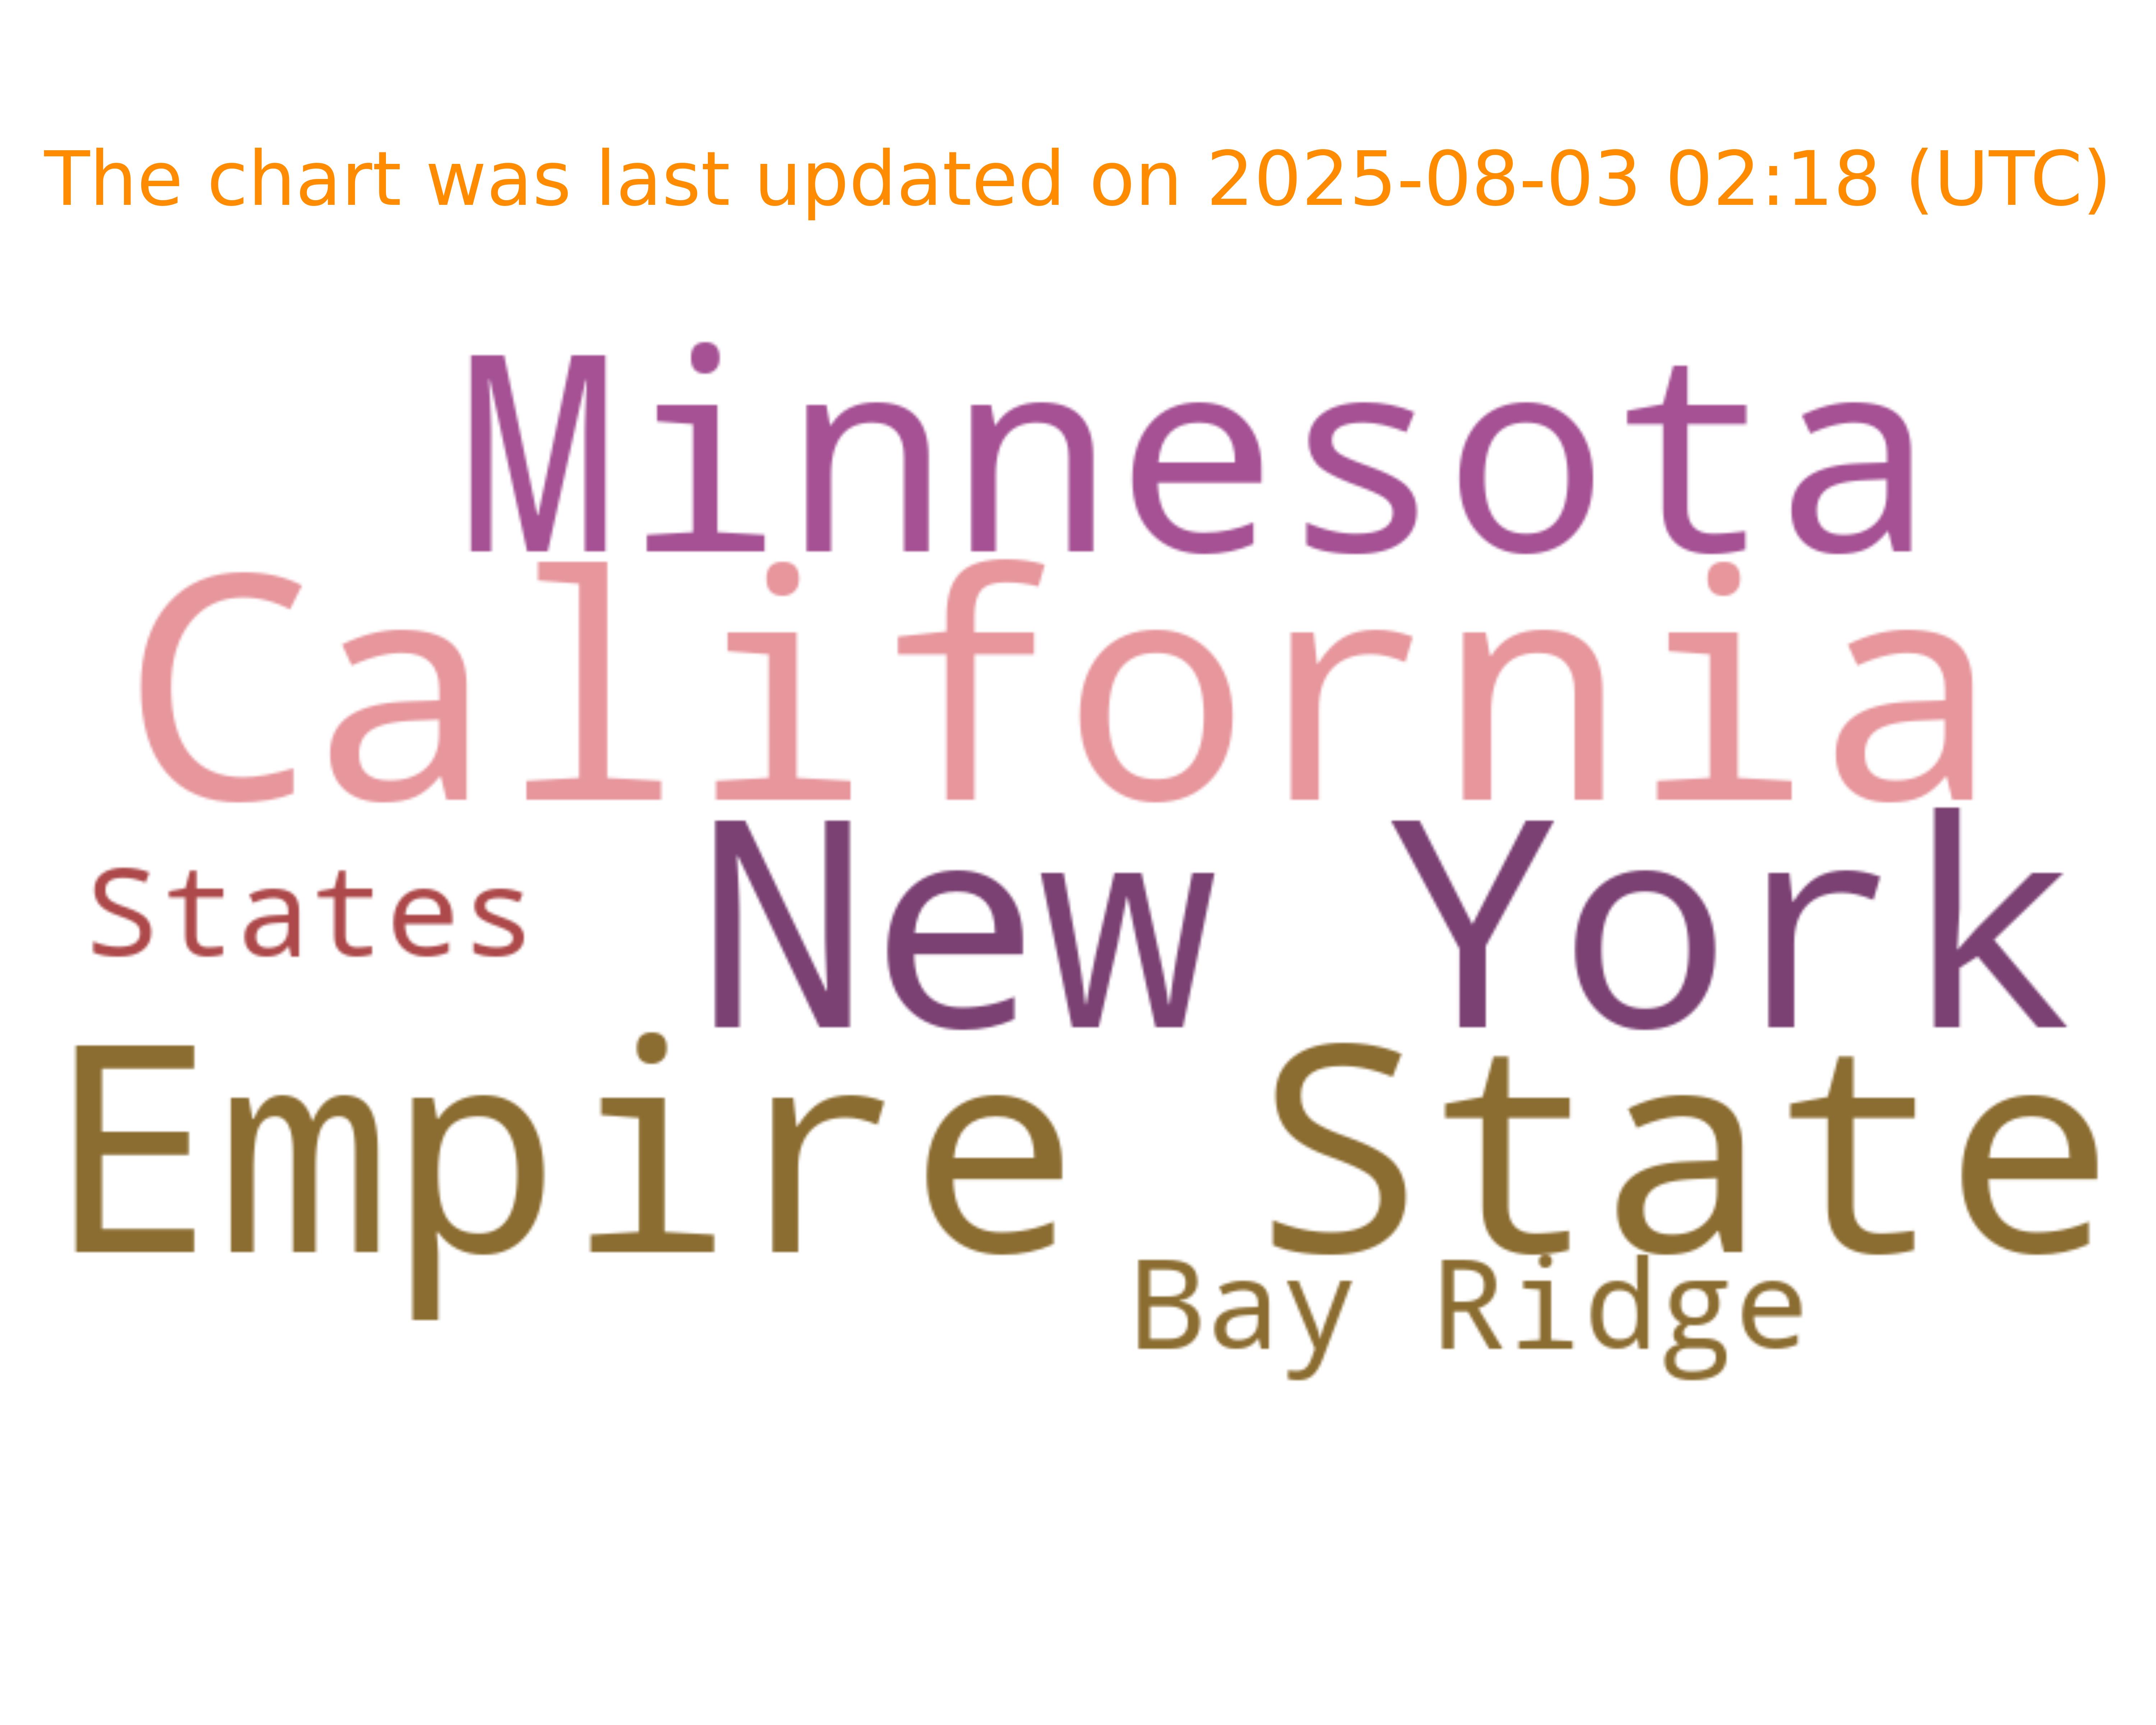 The chart was last updated on 2025-08-03 02:18 (UTC)
Minnesota
California
States New York
Empire State
Bay Ridge